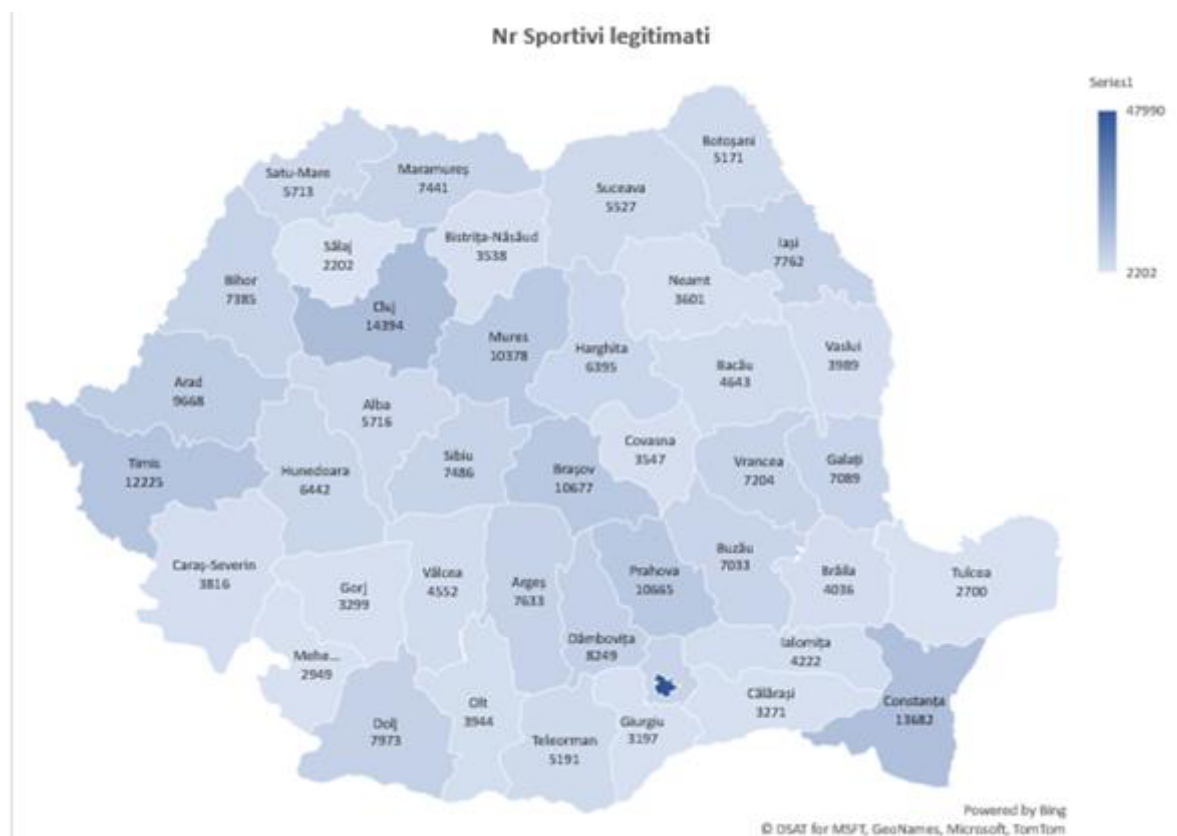 Nr Sportivi legitimati
Series1
47990
2202
Botoșani
5171
Satu-Mare
5713
Maramureș
7441
Suceava
5527
Iași
7762
Bistrița-Năsăud
3538
Sălaj
2202
Bihor
7385
Neamt
3601
Cluj
14394
Mures
10378
Harghita
6395
Vaslui
3989
Bacău
4643
Arad
9668
Alba
5716
Covasna
3547
Timis
12225
Hunedoara
6442
Sibiu
7486
Brașov
10677
Vrancea
7204
Galați
7089
Caraș-Severin
3816
Gorj
3299
Vâlcea
4552
Arges
7633
Prahova
10665
Buzău
7033
Brăila
4036
Tulcea
2700
Dâmbovița
8249
Ialomița
4222
Mehe...
2949
Călărași
3271
Constanța
13682
Olt
3944
Dolj
7973
Giurgiu
3197
Teleorman
5191
Powered by Bing
© DSAT for MSFT, GeoNames, Microsoft, TomTom